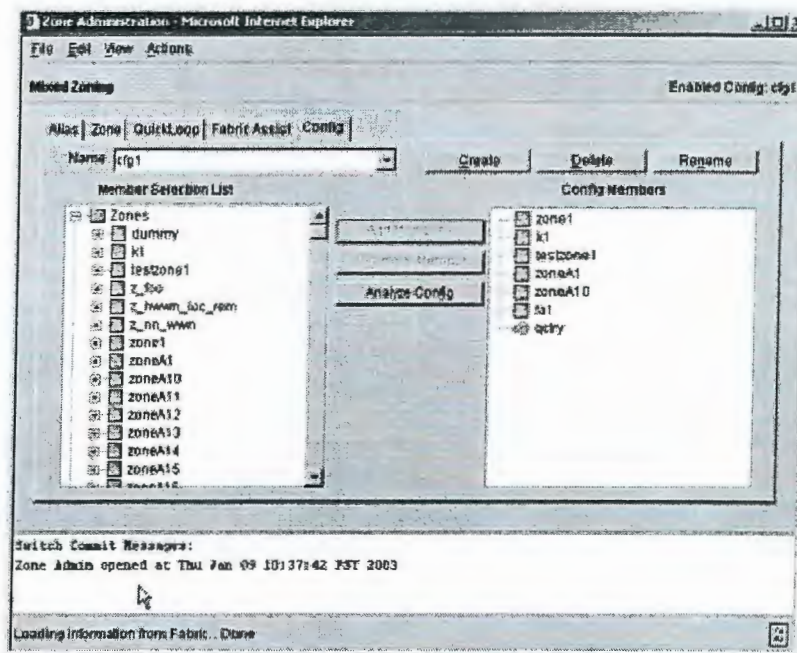 Zone Administration - Microsoft Internet Explorer
File Edit View Actions
Mixed Zoning
Enabled Config: cfg1
Alias Zone QuickLoop Fabric Assist Config
Name cfg1
Create Delete Rename
Member Selection List
Config Members
Zones
dummy
k1
testzone1
z_foo
z_hwwn_loc_rem
z_nn_wwn
zone1
zoneA1
zoneA10
zoneA11
zoneA12
zoneA13
zoneA14
zoneA15
Analyze Config
zone1
k1
testzone1
zoneA1
zoneA10
fa1
Switch Commit Messages:
Zone Admin opened at Thu Jan 09 10:37:42 PST 2003
Loading information from Fabric... Done